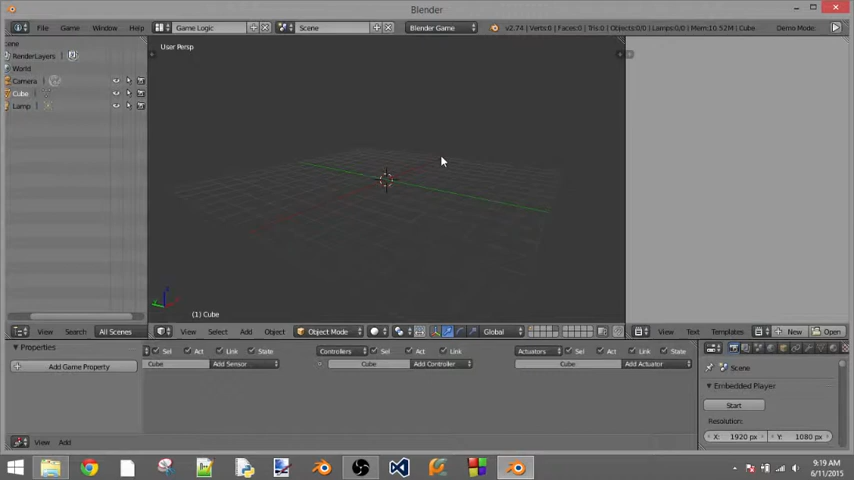 Blender
File Game Window Help Game Logic Scene Blender Game v2.74 | Verts:0 | Faces:0 | Tris:0 | Objects:0/0 | Lamps:0/0 | Mem:10.52M | Cube Demo Mode:
cene
RenderLayers
World
Camera
Cube
Lamp
User Persp
(1) Cube
View Search All Scenes
View Select Add Object Object Mode Global
View Text Templates New Open
Properties
Add Game Property
Sel Act Link State
Cube Add Sensor
Controllers Sel Act Link
Cube Add Controller
Actuators Sel Act Link State
Cube Add Actuator
Scene
Embedded Player
Start
Resolution:
X: 1920 px Y: 1080 px
View Add
9:19 AM
6/11/2015